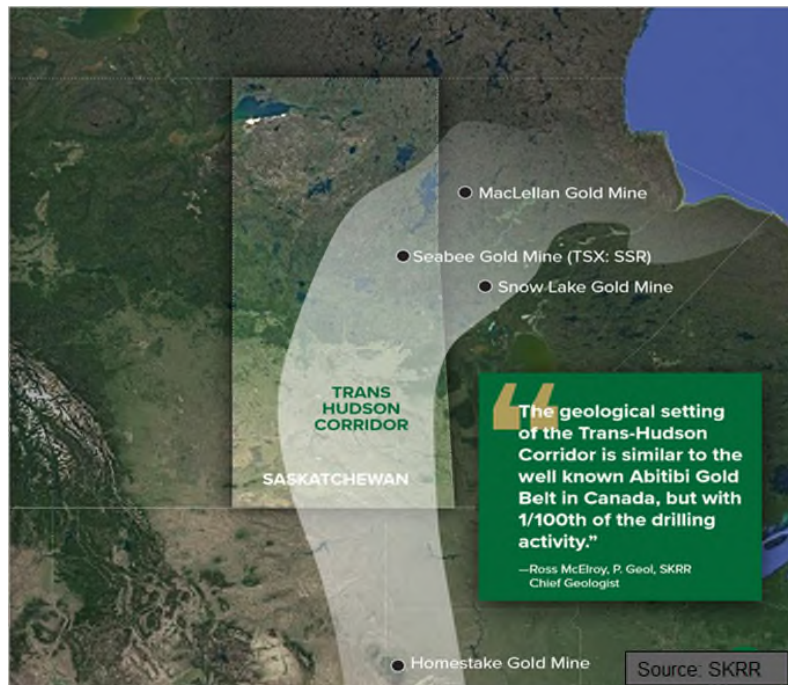 MacLellan Gold Mine
Seabee Gold Mine (TSX: SSR)
Snow Lake Gold Mine
TRANS
HUDSON
CORRIDOR
SASKATCHEWAN
“
The geological setting
of the Trans-Hudson
Corridor is similar to the
well known Abitibi Gold
Belt in Canada, but with
1/100th of the drilling
activity.”
—Ross McElroy, P. Geol, SKRR
Chief Geologist
Homestake Gold Mine
Source: SKRR